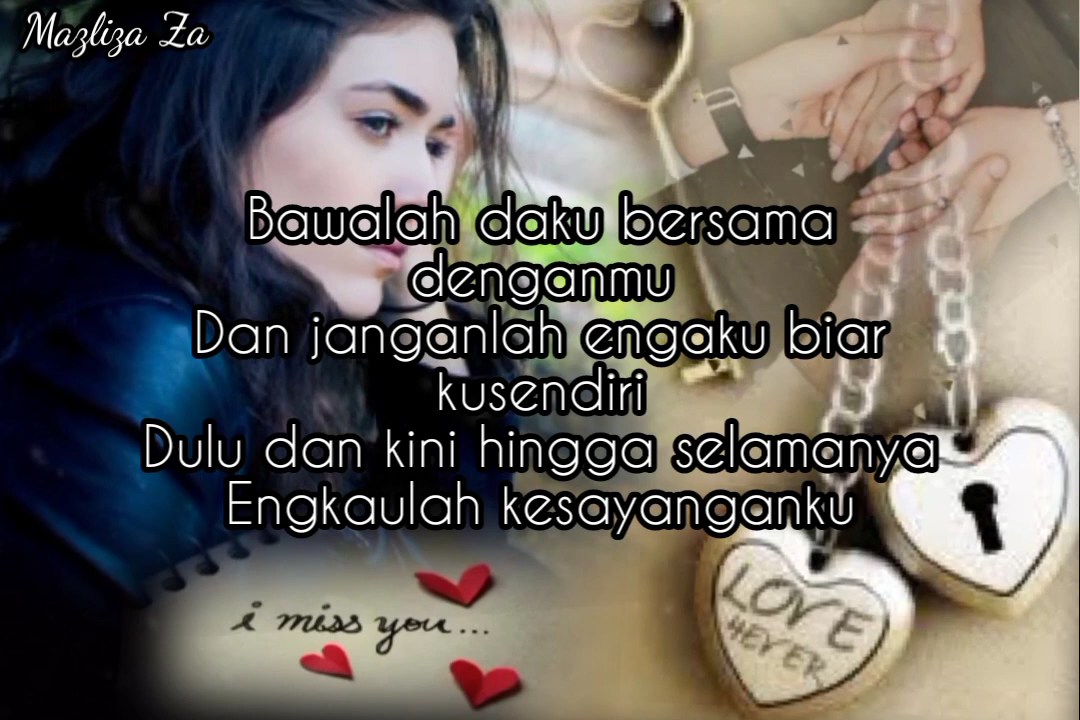 Mazliza Za
Bawalah daku bersama
denganmu
Dan janganlah engaku biar
kusendiri
Dulu dan kini hingga selamanya
Engkaulah kesayanganku
i miss you...
LOVE